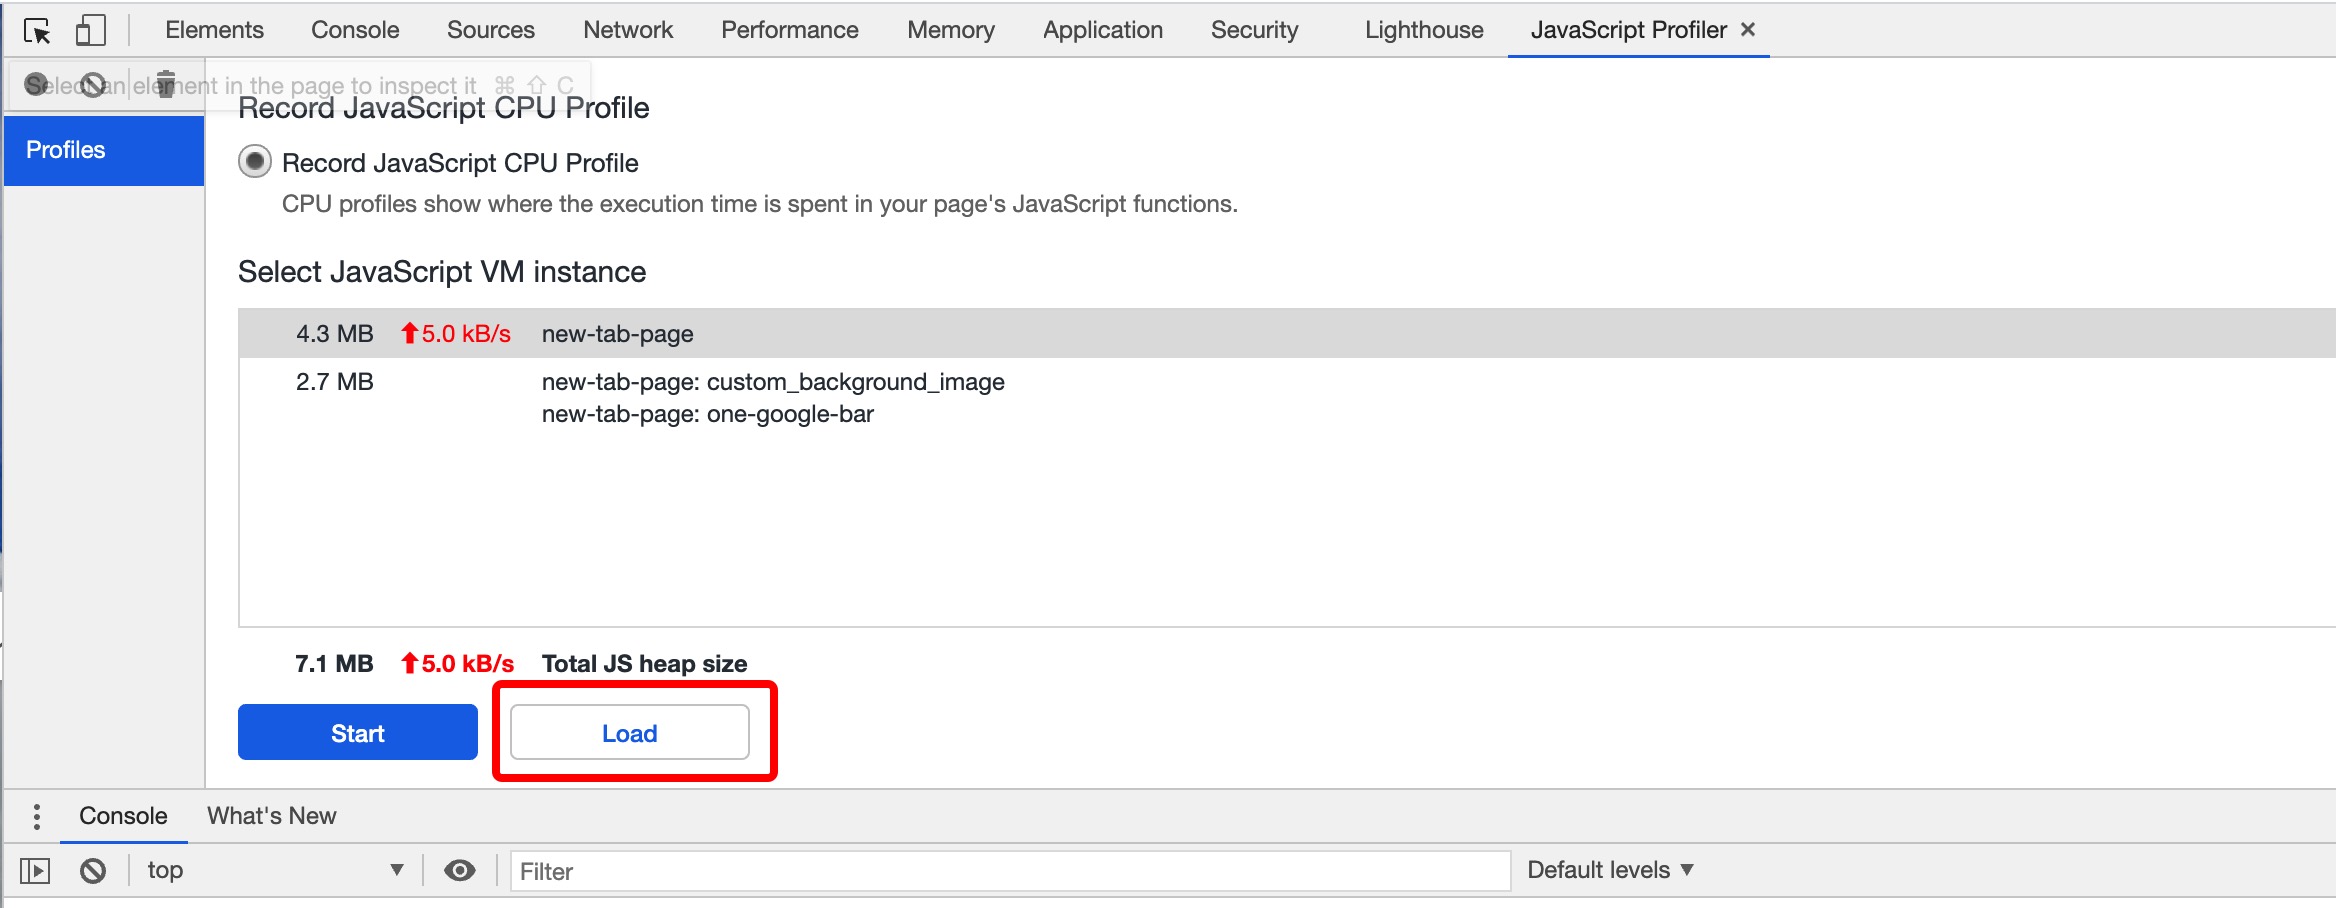 Elements Console Sources Network Performance Memory Application Security Lighthouse JavaScript Profiler ×
Select an element in the page to inspect it ⌘ ⇧ C
Record JavaScript CPU Profile
Profiles
Record JavaScript CPU Profile
CPU profiles show where the execution time is spent in your page's JavaScript functions.
Select JavaScript VM instance
4.3 MB 5.0 kB/s new-tab-page
2.7 MB new-tab-page: custom_background_image
new-tab-page: one-google-bar
7.1 MB 5.0 kB/s Total JS heap size
Start Load
Console What's New
top Filter Default levels